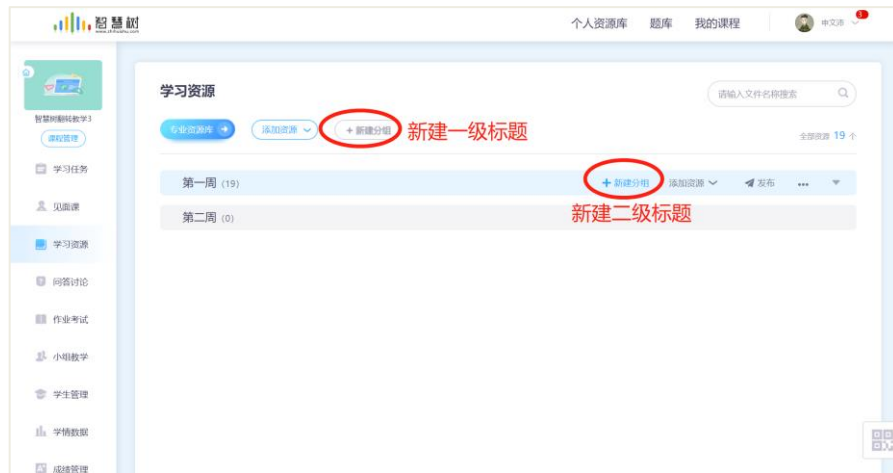 智慧树
www.zhihuishu.com
个人资源库 题库 我的课程
3
智慧树翻转教学3
课程管理
学习任务
见面课
学习资源
问答讨论
作业考试
小组教学
学生管理
学情数据
成绩管理
学习资源
请输入文件名称搜索
专业资源库 添加资源 + 新建分组 新建一级标题
全部资源 19 个
第一周 (19) + 新建分组 添加资源 发布 •••
新建二级标题
第二周 (0)